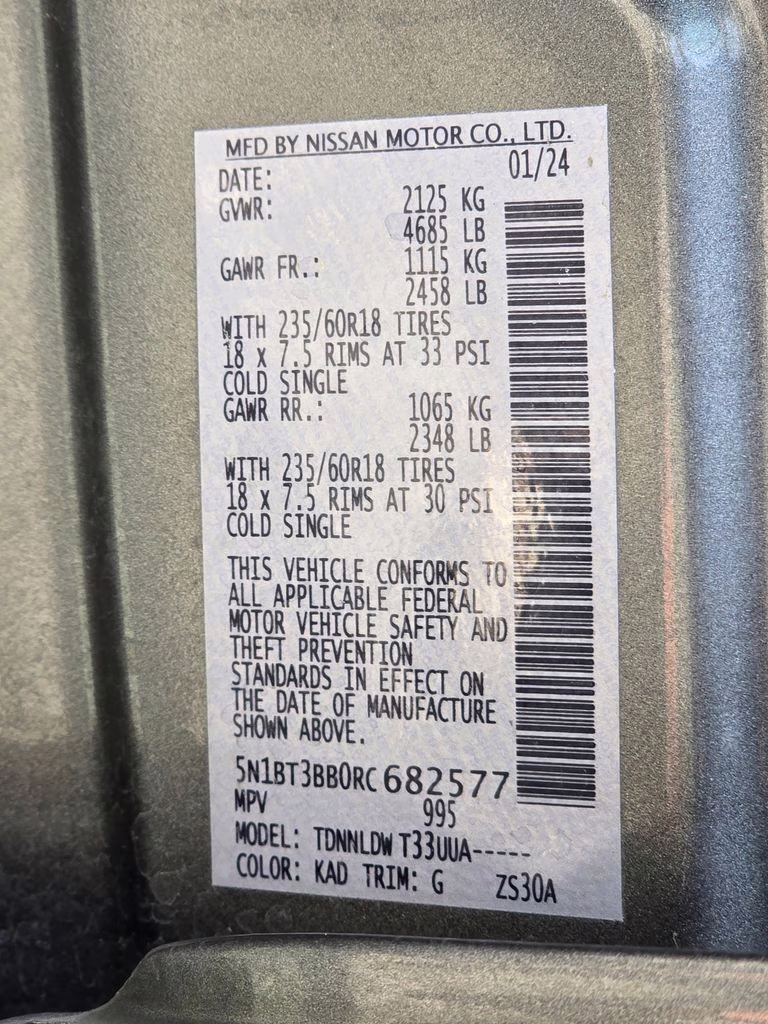 MFD BY NISSAN MOTOR CO., LTD.
DATE: 01/24
GVWR: 2125 KG
4685 LB
GAWR FR.: 1115 KG
2458 LB
WITH 235/60R18 TIRES
18 x 7.5 RIMS AT 33 PSI
COLD SINGLE
GAWR RR.: 1065 KG
2348 LB
WITH 235/60R18 TIRES
18 x 7.5 RIMS AT 30 PSI
COLD SINGLE
THIS VEHICLE CONFORMS TO
ALL APPLICABLE FEDERAL
MOTOR VEHICLE SAFETY AND
THEFT PREVENTION
STANDARDS IN EFFECT ON
THE DATE OF MANUFACTURE
SHOWN ABOVE.
5N1BT3BB0RC682577
MPV 995
MODEL: TDNNLDW T33UUA-----
COLOR: KAD TRIM: G ZS30A